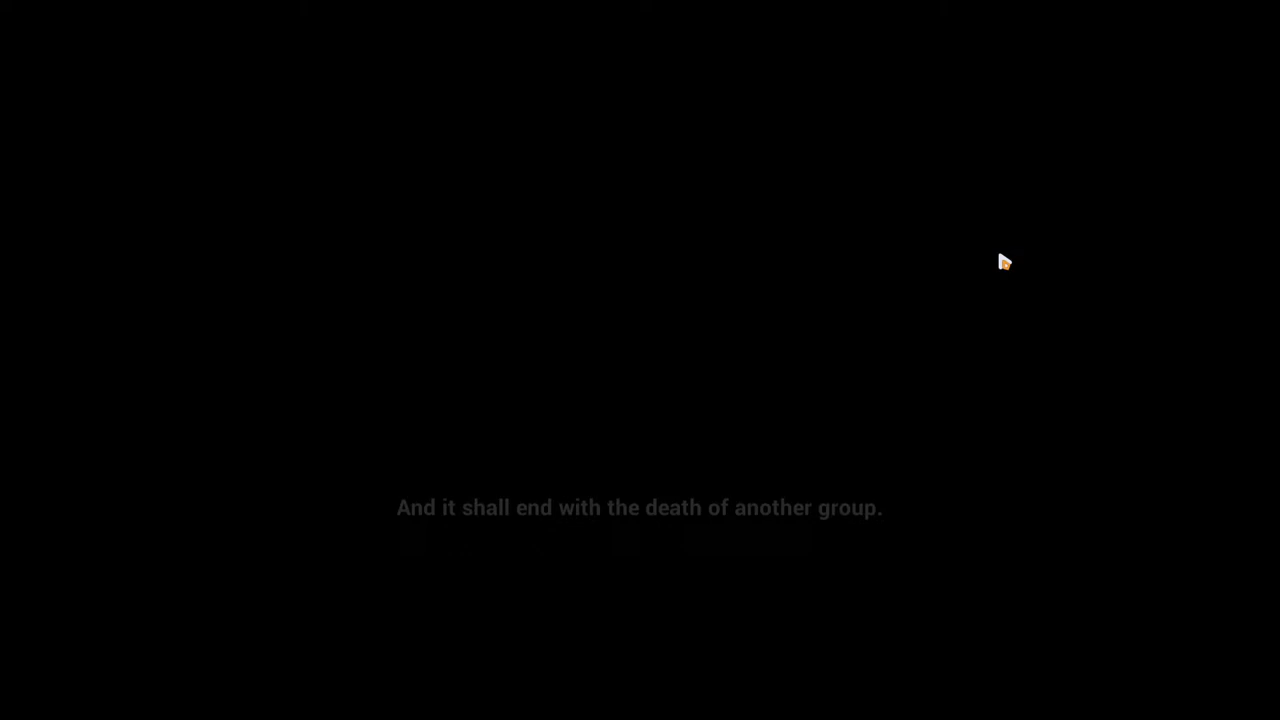 And it shall end with the death of another group.